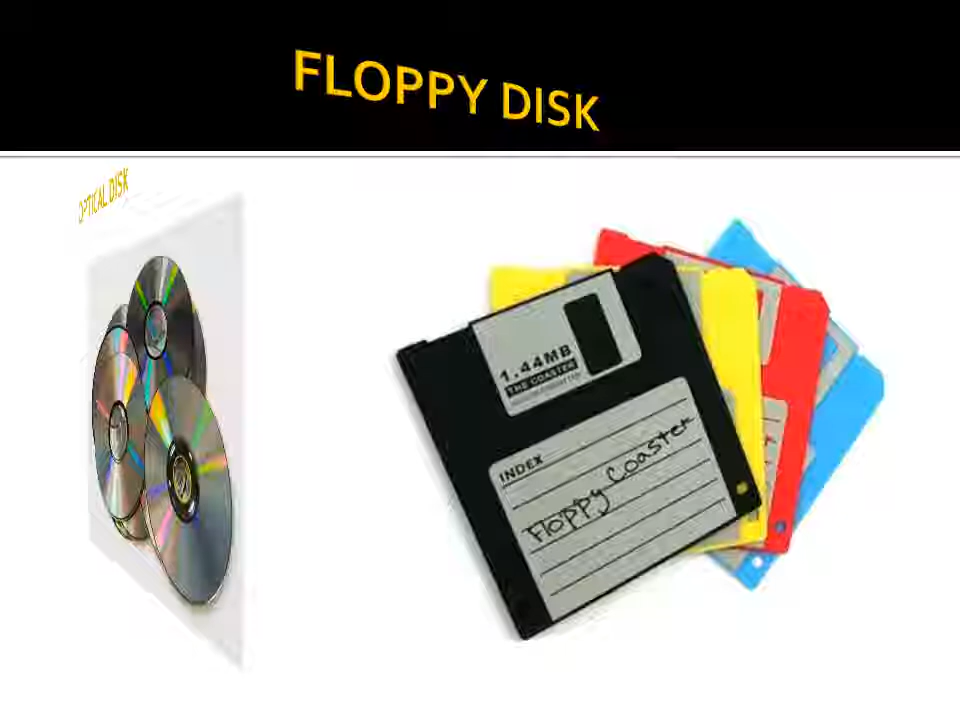 FLOPPY DISK
OPTICAL DISK
1.44MB
THE COASTER
INDEX
Floppy Coaster